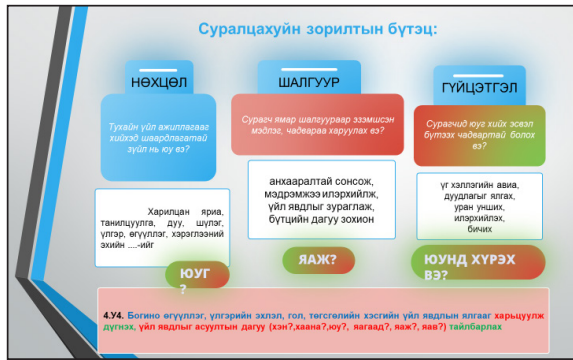 Суралцахуйн зорилтын бүтэц:
НӨХЦӨЛ
Тухайн үйл ажиллагааг
хийхэд шаардлагатай
зүйл нь юу вэ?
Харилцан яриа,
танилцуулга, дуу, шүлэг,
үлгэр, өгүүллэг, хэрэглээний
эхийн ....-ийг
ЮУГ
?
ШАЛГУУР
Сурагч ямар шалгуураар эзэмшсэн
мэдлэг, чадвараа харуулах вэ?
анхааралтай сонсож,
мэдрэмжээ илэрхийлж,
үйл явдлыг зураглаж,
бүтцийн дагуу зохион
ЯАЖ?
ГҮЙЦЭТГЭЛ
Сурагчид юуг хийх эсвэл
бүтээх чадвартай болох
вэ?
үг хэллэгийн авиа,
дуудлагыг ялгах,
уран унших,
илэрхийлэх,
бичих
ЮУНД ХҮРЭХ
ВЭ?
4.У4. Богино өгүүллэг, үлгэрийн эхлэл, гол, төгсгөлийн хэсгийн үйл явдлын ялгааг харьцуулж
дүгнэх, үйл явдлыг асуултын дагуу (хэн?,хаана?,юу?, яагаад?, яаж?, яав?) тайлбарлах